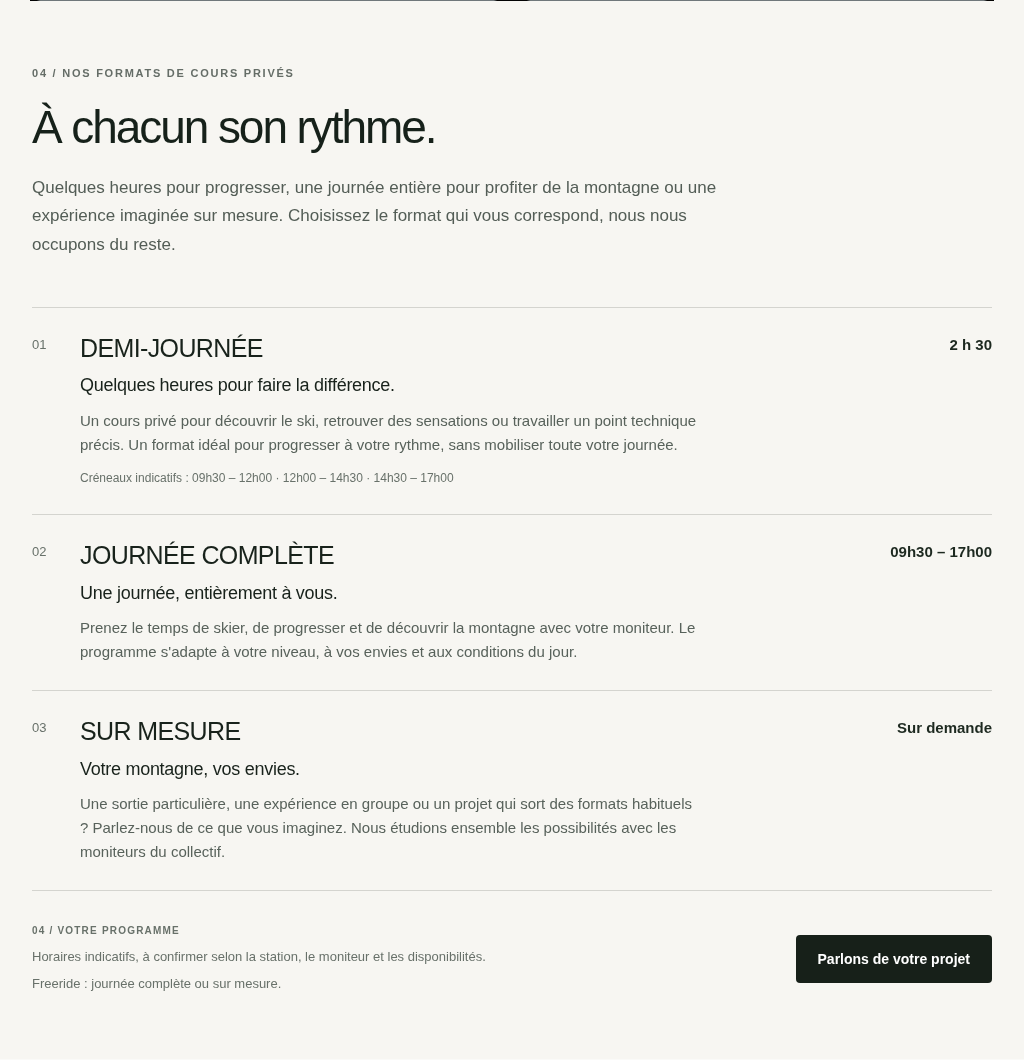 04 / NOS FORMATS DE COURS PRIVÉS
À chacun son rythme.
Quelques heures pour progresser, une journée entière pour profiter de la montagne ou une
expérience imaginée sur mesure. Choisissez le format qui vous correspond, nous nous
occupons du reste.
01
DEMI-JOURNÉE
2 h 30
Quelques heures pour faire la différence.
Un cours privé pour découvrir le ski, retrouver des sensations ou travailler un point technique
précis. Un format idéal pour progresser à votre rythme, sans mobiliser toute votre journée.
Créneaux indicatifs : 09h30 – 12h00 · 12h00 – 14h30 · 14h30 – 17h00
02
JOURNÉE COMPLÈTE
09h30 – 17h00
Une journée, entièrement à vous.
Prenez le temps de skier, de progresser et de découvrir la montagne avec votre moniteur. Le
programme s'adapte à votre niveau, à vos envies et aux conditions du jour.
03
SUR MESURE
Sur demande
Votre montagne, vos envies.
Une sortie particulière, une expérience en groupe ou un projet qui sort des formats habituels
? Parlez-nous de ce que vous imaginez. Nous étudions ensemble les possibilités avec les
moniteurs du collectif.
04 / VOTRE PROGRAMME
Horaires indicatifs, à confirmer selon la station, le moniteur et les disponibilités.
Freeride : journée complète ou sur mesure.
Parlons de votre projet